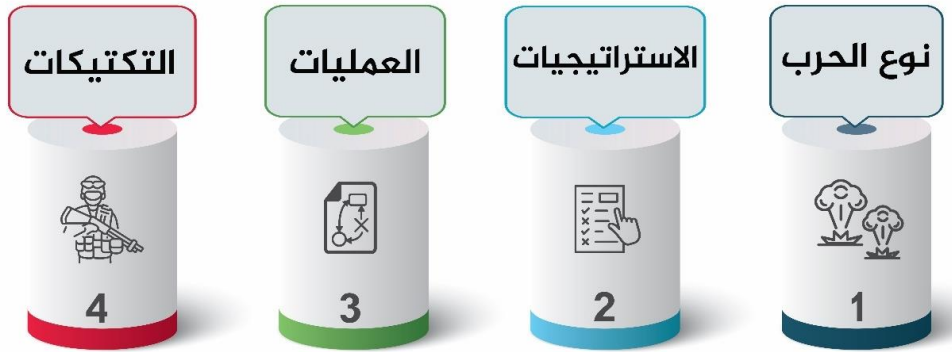 نوع الحرب
1
الاستراتيجيات
2
العمليات
3
التكتيكات
4